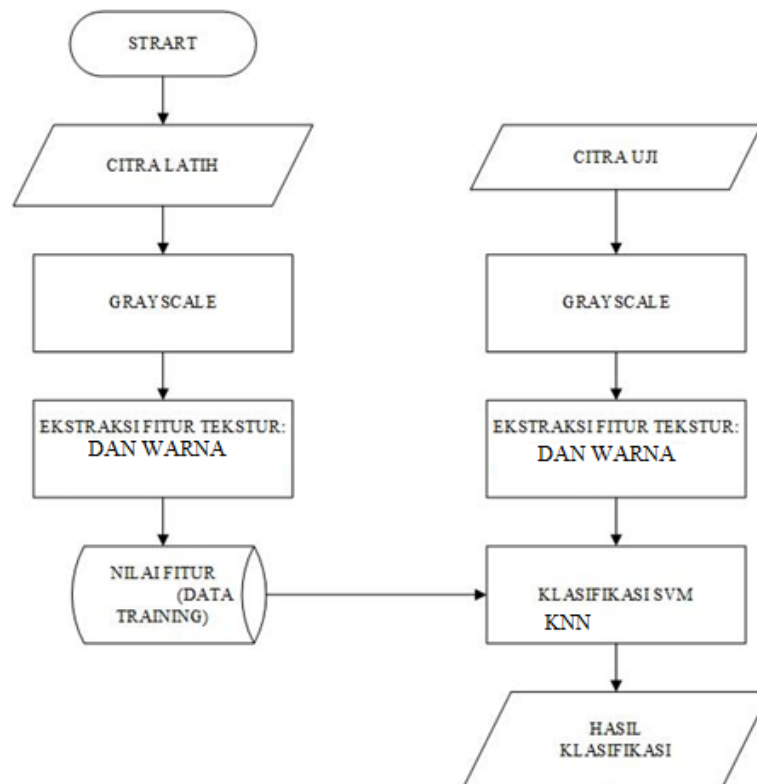 STRART
CITRA LATIH
GRAYSCALE
EKSTRAKSI FITUR TEKSTUR:
DAN WARNA
NILAI FITUR
(DATA
TRAINING)
CITRA UJI
GRAYSCALE
EKSTRAKSI FITUR TEKSTUR:
DAN WARNA
KLASIFIKASI SVM
KNN
HASIL
KLASIFIKASI